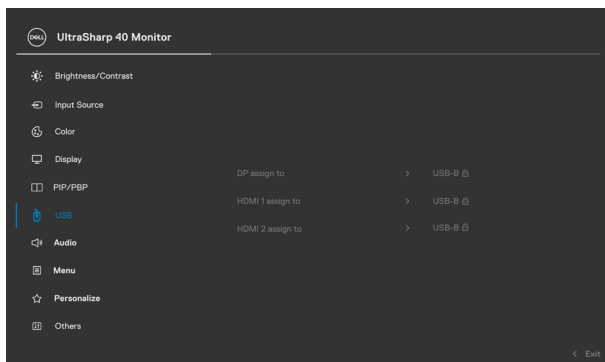 DELL UltraSharp 40 Monitor
Brightness/Contrast
Input Source
Color
Display
DP assign to > USB-B
PIP/PBP
HDMI 1 assign to > USB-B
USB
HDMI 2 assign to > USB-B
Audio
Menu
Personalize
Others
< Exit